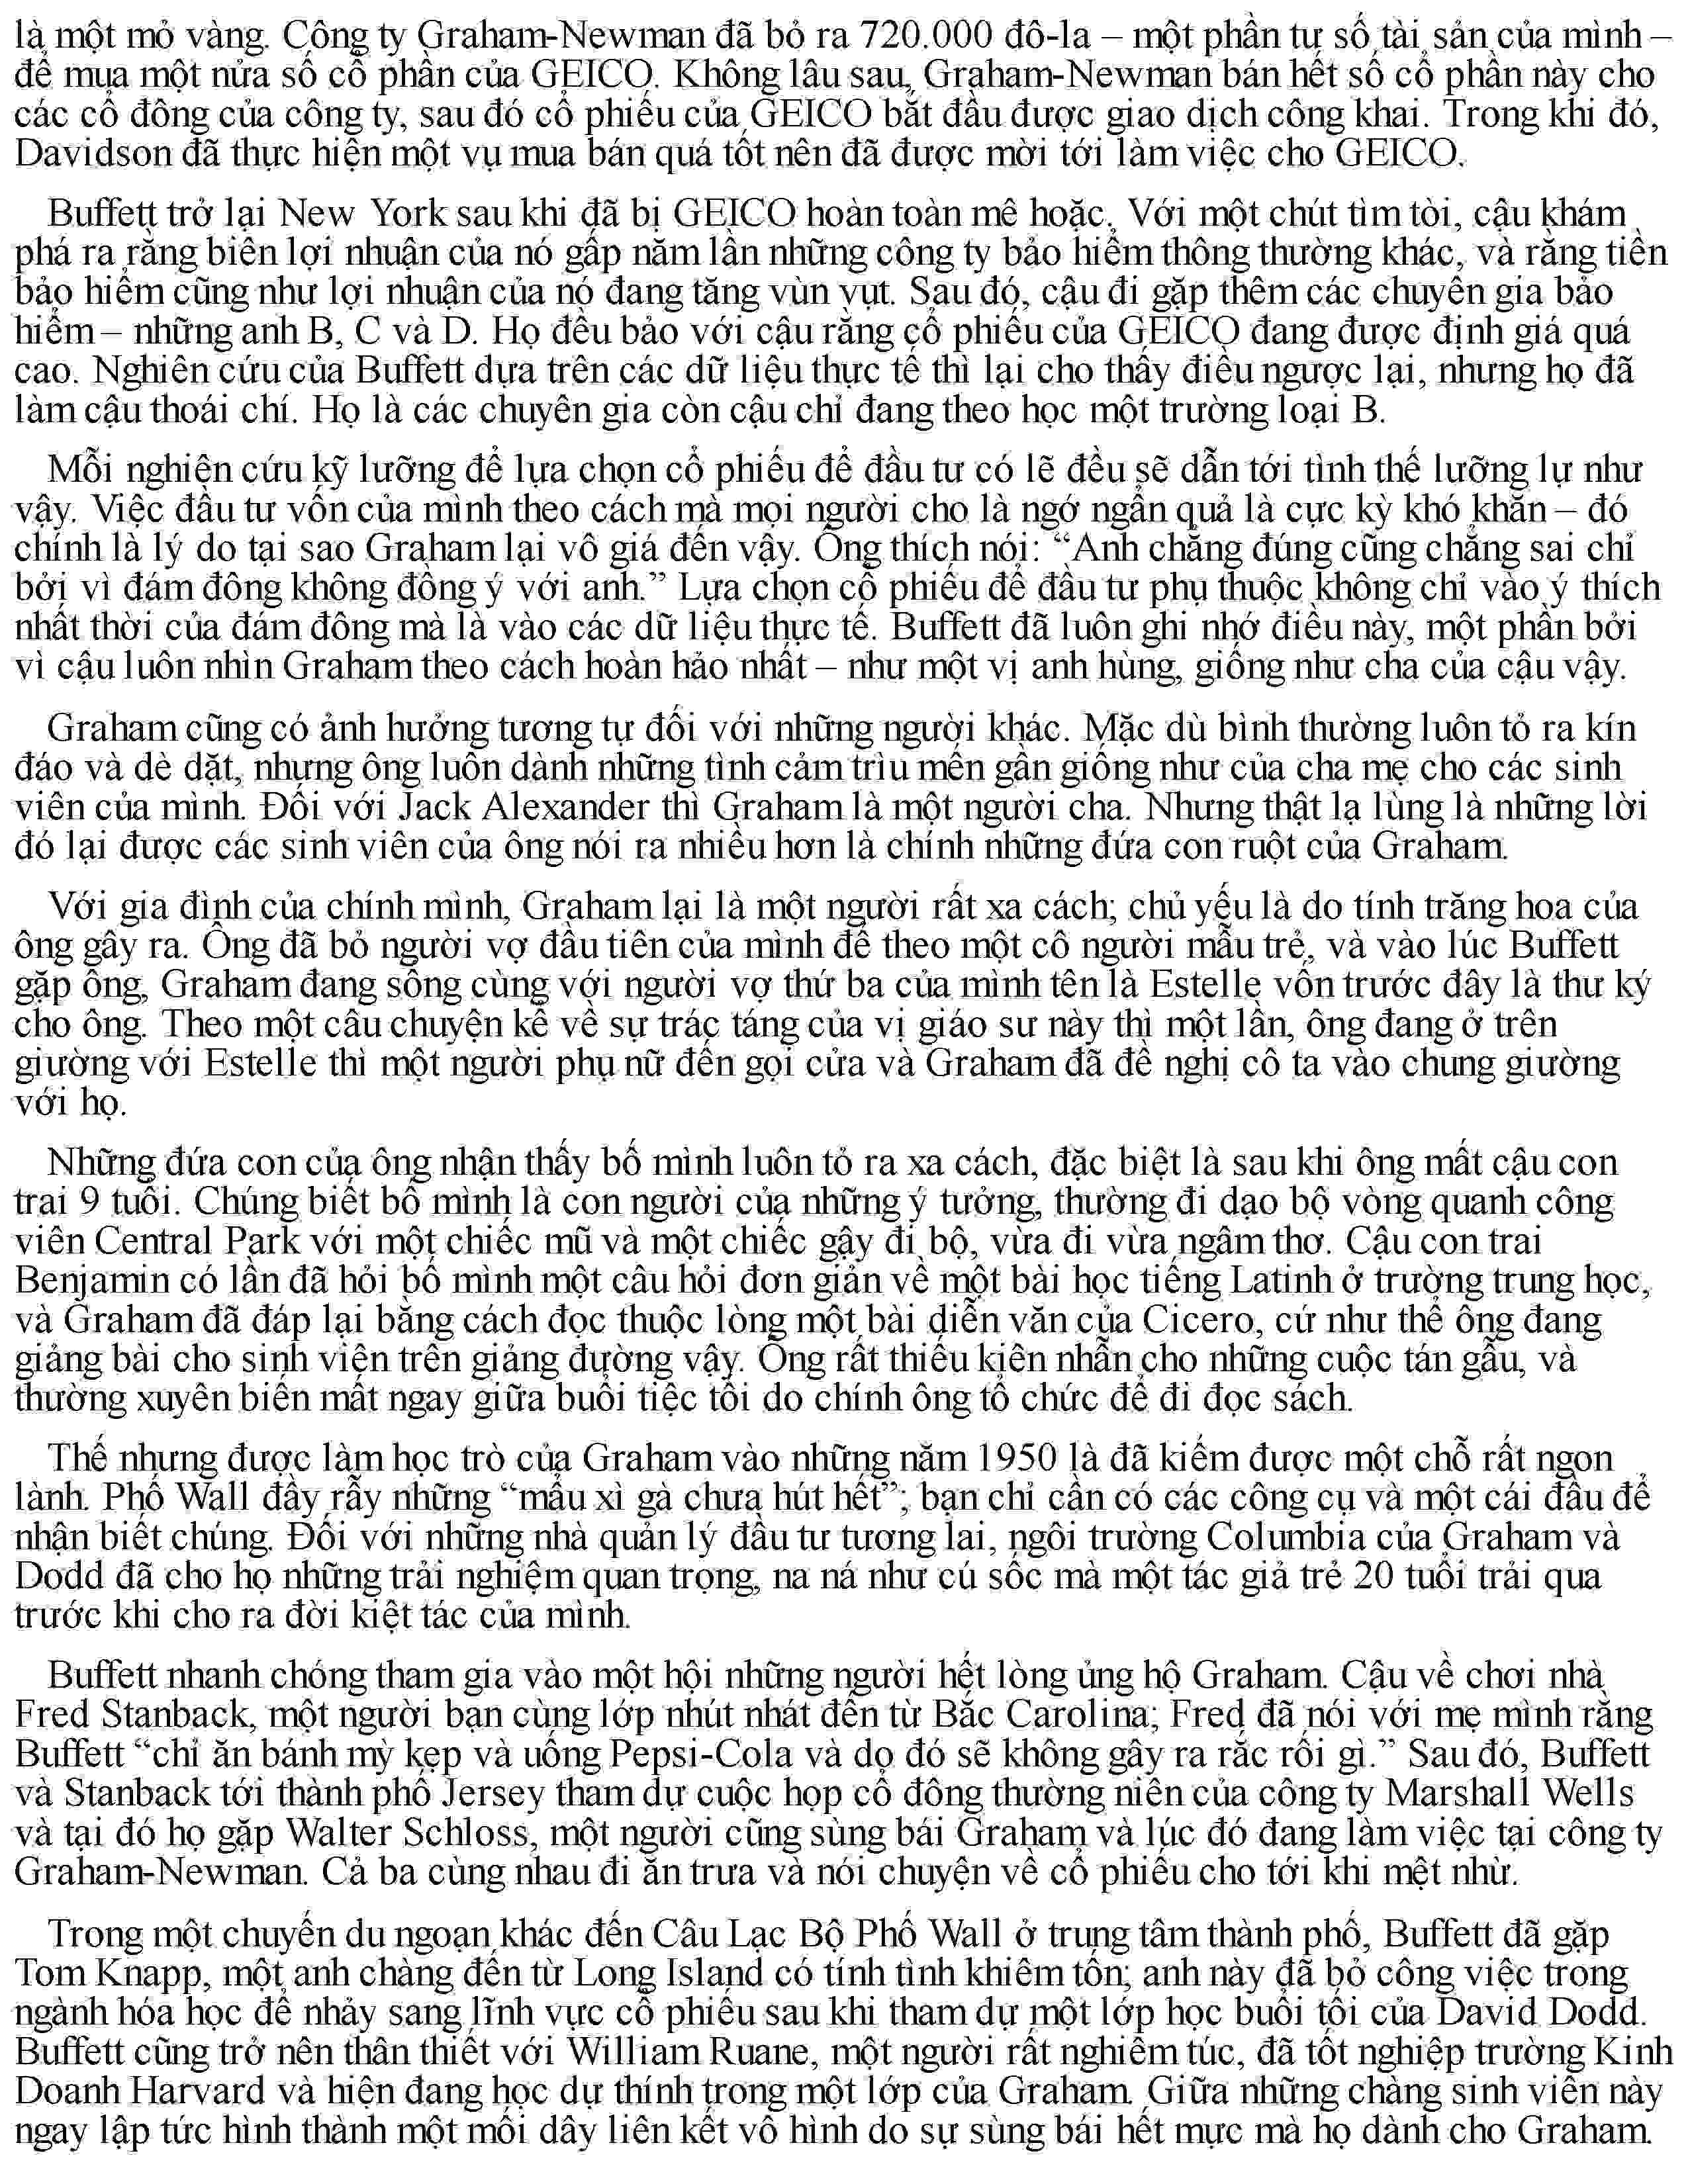 là một mỏ vàng. Công ty Graham-Newman đã bỏ ra 720.000 đô-la – một phần tư số tài sản của mình –
để mua một nửa số cổ phần của GEICO. Không lâu sau, Graham-Newman bán hết số cổ phần này cho
các cổ đông của công ty, sau đó cổ phiếu của GEICO bắt đầu được giao dịch công khai. Trong khi đó,
Davidson đã thực hiện một vụ mua bán quá tốt nên đã được mời tới làm việc cho GEICO.
Buffett trở lại New York sau khi đã bị GEICO hoàn toàn mê hoặc. Với một chút tìm tòi, cậu khám
phá ra rằng biên lợi nhuận của nó gấp năm lần những công ty bảo hiểm thông thường khác, và rằng tiền
bảo hiểm cũng như lợi nhuận của nó đang tăng vùn vụt. Sau đó, cậu đi gặp thêm các chuyên gia bảo
hiểm – những anh B, C và D. Họ đều bảo với cậu rằng cổ phiếu của GEICO đang được định giá quá
cao. Nghiên cứu của Buffett dựa trên các dữ liệu thực tế thì lại cho thấy điều ngược lại, nhưng họ đã
làm cậu thoái chí. Họ là các chuyên gia còn cậu chỉ đang theo học một trường loại B.
Mỗi nghiên cứu kỹ lưỡng để lựa chọn cổ phiếu để đầu tư có lẽ đều sẽ dẫn tới tình thế lưỡng lự như
vậy. Việc đầu tư vốn của mình theo cách mà mọi người cho là ngớ ngẩn quả là cực kỳ khó khăn – đó
chính là lý do tại sao Graham lại vô giá đến vậy. Ông thích nói: “Anh chẳng đúng cũng chẳng sai chỉ
bởi vì đám đông không đồng ý với anh.” Lựa chọn cổ phiếu để đầu tư phụ thuộc không chỉ vào ý thích
nhất thời của đám đông mà là vào các dữ liệu thực tế. Buffett đã luôn ghi nhớ điều này, một phần bởi
vì cậu luôn nhìn Graham theo cách hoàn hảo nhất – như một vị anh hùng, giống như cha của cậu vậy.
Graham cũng có ảnh hưởng tương tự đối với những người khác. Mặc dù bình thường luôn tỏ ra kín
đáo và dè dặt, nhưng ông luôn dành những tình cảm trìu mến gần giống như của cha mẹ cho các sinh
viên của mình. Đối với Jack Alexander thì Graham là một người cha. Nhưng thật lạ lùng là những lời
đó lại được các sinh viên của ông nói ra nhiều hơn là chính những đứa con ruột của Graham.
Với gia đình của chính mình, Graham lại là một người rất xa cách; chủ yếu là do tính trăng hoa của
ông gây ra. Ông đã bỏ người vợ đầu tiên của mình để theo một cô người mẫu trẻ, và vào lúc Buffett
gặp ông, Graham đang sống cùng với người vợ thứ ba của mình tên là Estelle vốn trước đây là thư ký
cho ông. Theo một câu chuyện kể về sự trác táng của vị giáo sư này thì một lần, ông đang ở trên
giường với Estelle thì một người phụ nữ đến gọi cửa và Graham đã đề nghị cô ta vào chung giường
với họ.
Những đứa con của ông nhận thấy bố mình luôn tỏ ra xa cách, đặc biệt là sau khi ông mất cậu con
trai 9 tuổi. Chúng biết bố mình là con người của những ý tưởng, thường đi dạo bộ vòng quanh công
viên Central Park với một chiếc mũ và một chiếc gậy đi bộ, vừa đi vừa ngâm thơ. Cậu con trai
Benjamin có lần đã hỏi bố mình một câu hỏi đơn giản về một bài học tiếng Latinh ở trường trung học,
và Graham đã đáp lại bằng cách đọc thuộc lòng một bài diễn văn của Cicero, cứ như thể ông đang
giảng bài cho sinh viên trên giảng đường vậy. Ông rất thiếu kiên nhẫn cho những cuộc tán gẫu, và
thường xuyên biến mất ngay giữa buổi tiệc tối do chính ông tổ chức để đi đọc sách.
Thế nhưng được làm học trò của Graham vào những năm 1950 là đã kiếm được một chỗ rất ngon
lành. Phố Wall đầy rẫy những “mẩu xì gà chưa hút hết”; bạn chỉ cần có các công cụ và một cái đầu để
nhận biết chúng. Đối với những nhà quản lý đầu tư tương lai, ngôi trường Columbia của Graham và
Dodd đã cho họ những trải nghiệm quan trọng, na ná như cú sốc mà một tác giả trẻ 20 tuổi trải qua
trước khi cho ra đời kiệt tác của mình.
Buffett nhanh chóng tham gia vào một hội những người hết lòng ủng hộ Graham. Cậu về chơi nhà
Fred Stanback, một người bạn cùng lớp nhút nhát đến từ Bắc Carolina; Fred đã nói với mẹ mình rằng
Buffett “chỉ ăn bánh mỳ kẹp và uống Pepsi-Cola và do đó sẽ không gây ra rắc rối gì.” Sau đó, Buffett
và Stanback tới thành phố Jersey tham dự cuộc họp cổ đông thường niên của công ty Marshall Wells
và tại đó họ gặp Walter Schloss, một người cũng sùng bái Graham và lúc đó đang làm việc tại công ty
Graham-Newman. Cả ba cùng nhau đi ăn trưa và nói chuyện về cổ phiếu cho tới khi mệt nhừ.
Trong một chuyến du ngoạn khác đến Câu Lạc Bộ Phố Wall ở trung tâm thành phố, Buffett đã gặp
Tom Knapp, một anh chàng đến từ Long Island có tính tình khiêm tốn; anh này đã bỏ công việc trong
ngành hóa học để nhảy sang lĩnh vực cổ phiếu sau khi tham dự một lớp học buổi tối của David Dodd.
Buffett cũng trở nên thân thiết với William Ruane, một người rất nghiêm túc, đã tốt nghiệp trường Kinh
Doanh Harvard và hiện đang học dự thính trong một lớp của Graham. Giữa những chàng sinh viên này
ngay lập tức hình thành một mối dây liên kết vô hình do sự sùng bái hết mực mà họ dành cho Graham.